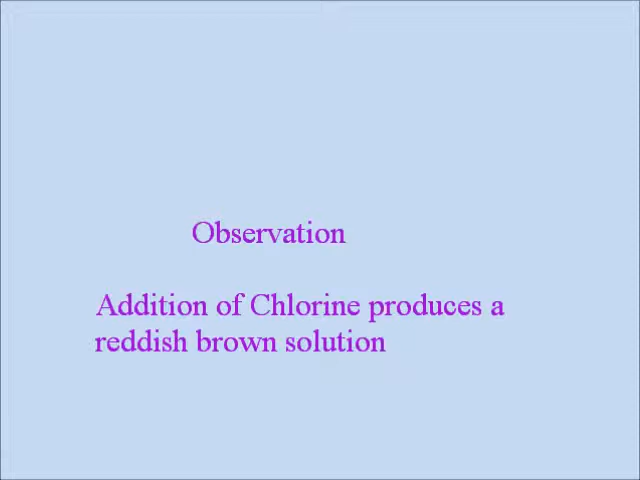 Observation
Addition of Chlorine produces a
reddish brown solution